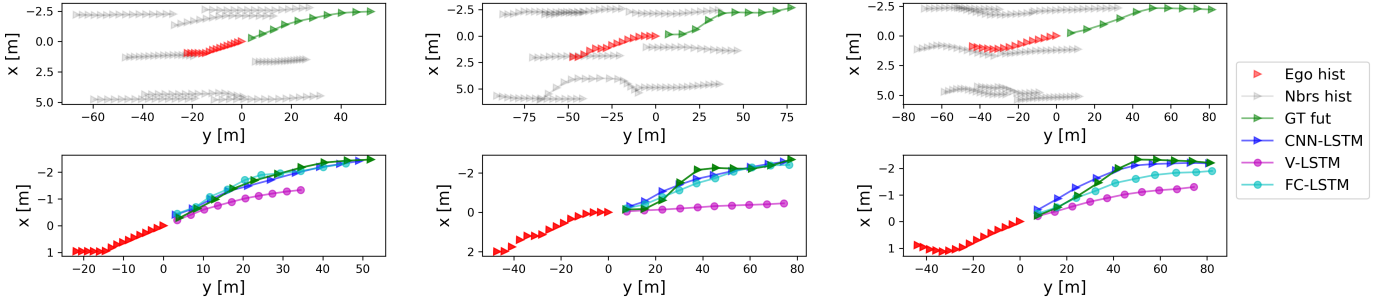 x [m]
−2.5
0.0
2.5
5.0
−60 −40 −20 0 20 40
y [m]
x [m]
−2.5
0.0
2.5
5.0
−75 −50 −25 0 25 50 75
y [m]
x [m]
−2.5
0.0
2.5
5.0
−80 −60 −40 −20 0 20 40 60 80
y [m]
Ego hist
Nbrs hist
GT fut
CNN-LSTM
V-LSTM
FC-LSTM
x [m]
−2
−1
0
1
−20 −10 0 10 20 30 40 50
y [m]
x [m]
−2
0
2
−40 −20 0 20 40 60 80
y [m]
x [m]
−2
−1
0
1
−40 −20 0 20 40 60 80
y [m]